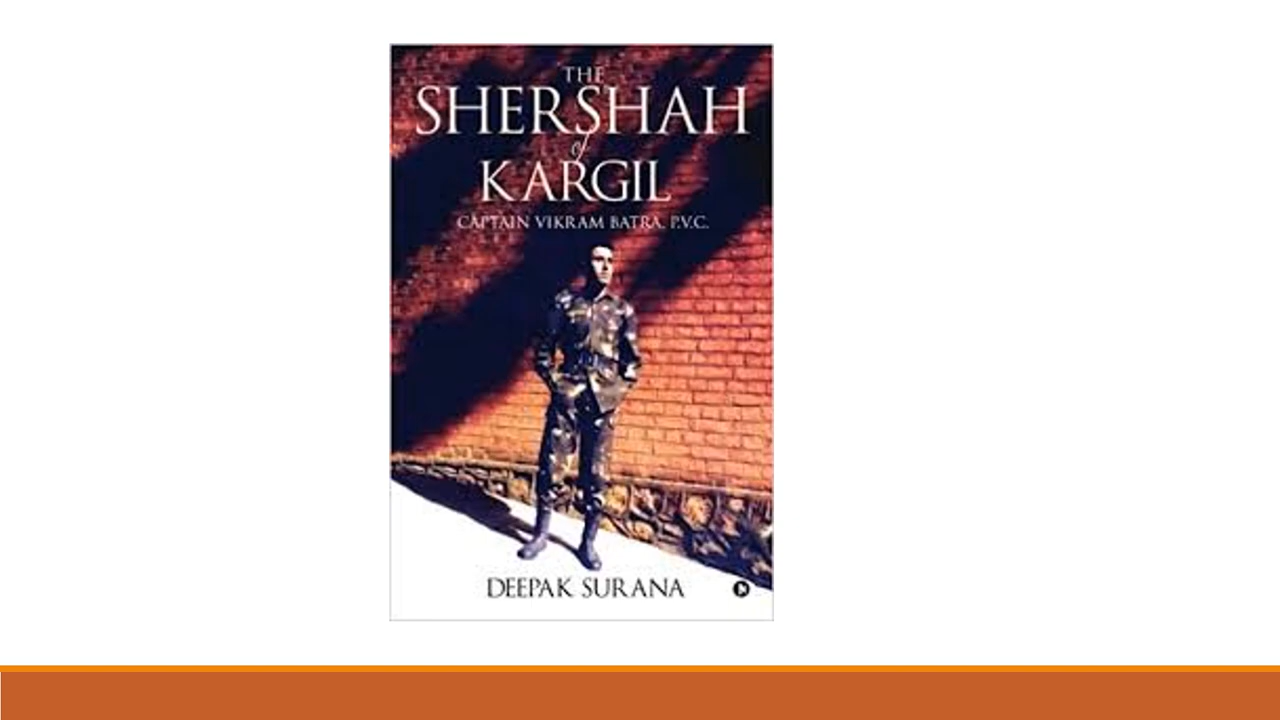 THE
SHERSHAH
of
KARGIL
CAPTAIN VIKRAM BATRA, P.V.C.
DEEPAK SURANA